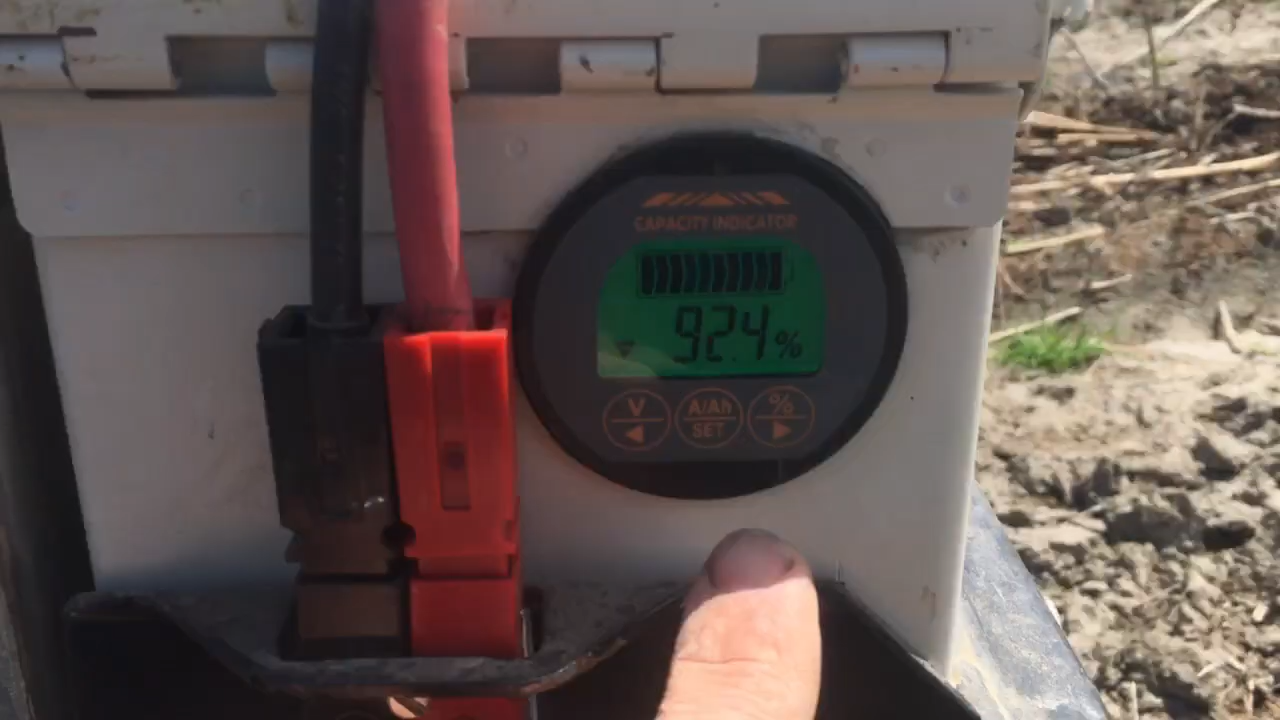 CAPACITY INDICATOR
92.4%
V A/Ah %
SET